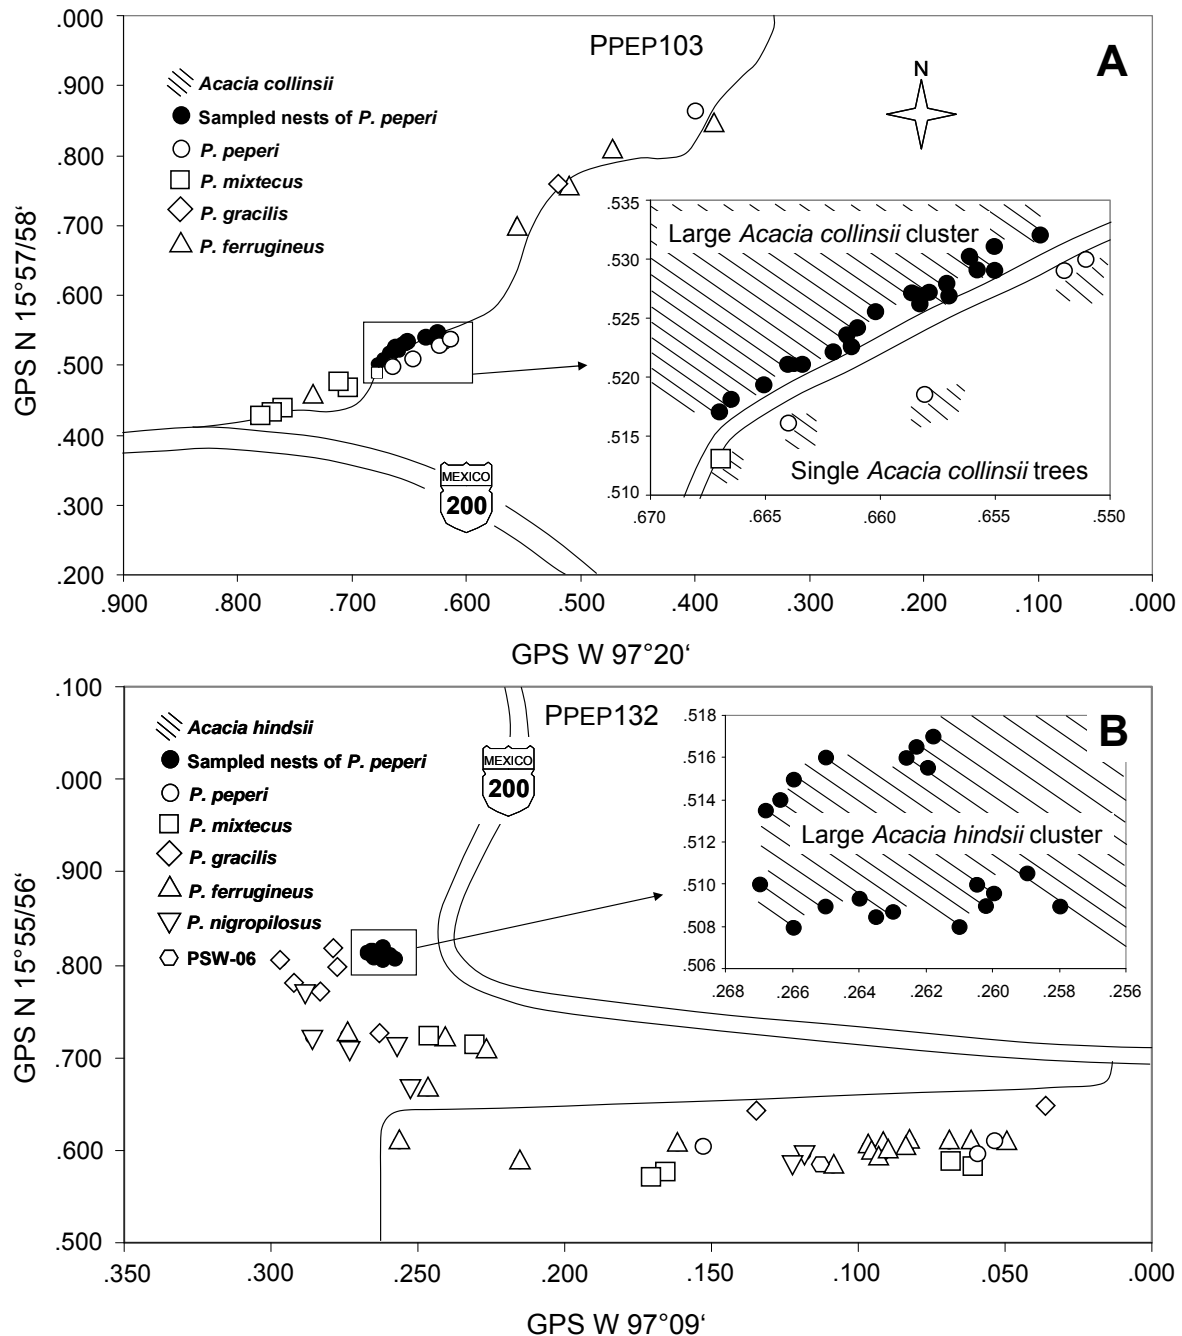 PPEP103
A
N
Acacia collinsii
Sampled nests of P. peperi
P. peperi
P. mixtecus
P. gracilis
P. ferrugineus
GPS N 15°57/58‘
.000
.900
.800
.700
.600
.500
.400
.300
.200
.535
.530
.525
.520
.515
.510
Large Acacia collinsii cluster
Single Acacia collinsii trees
.670
.665
.660
.655
.550
MEXICO
200
.900
.800
.700
.600
.500
.400
.300
.200
.100
.000
GPS W 97°20‘
PPEP132
B
Acacia hindsii
Sampled nests of P. peperi
P. peperi
P. mixtecus
P. gracilis
P. ferrugineus
P. nigropilosus
PSW-06
MEXICO
200
GPS N 15°55/56‘
.100
.000
.900
.800
.700
.600
.500
.518
.516
.514
.512
.510
.508
.506
Large Acacia hindsii cluster
.268
.266
.264
.262
.260
.258
.256
.350
.300
.250
.200
.150
.100
.050
.000
GPS W 97°09‘